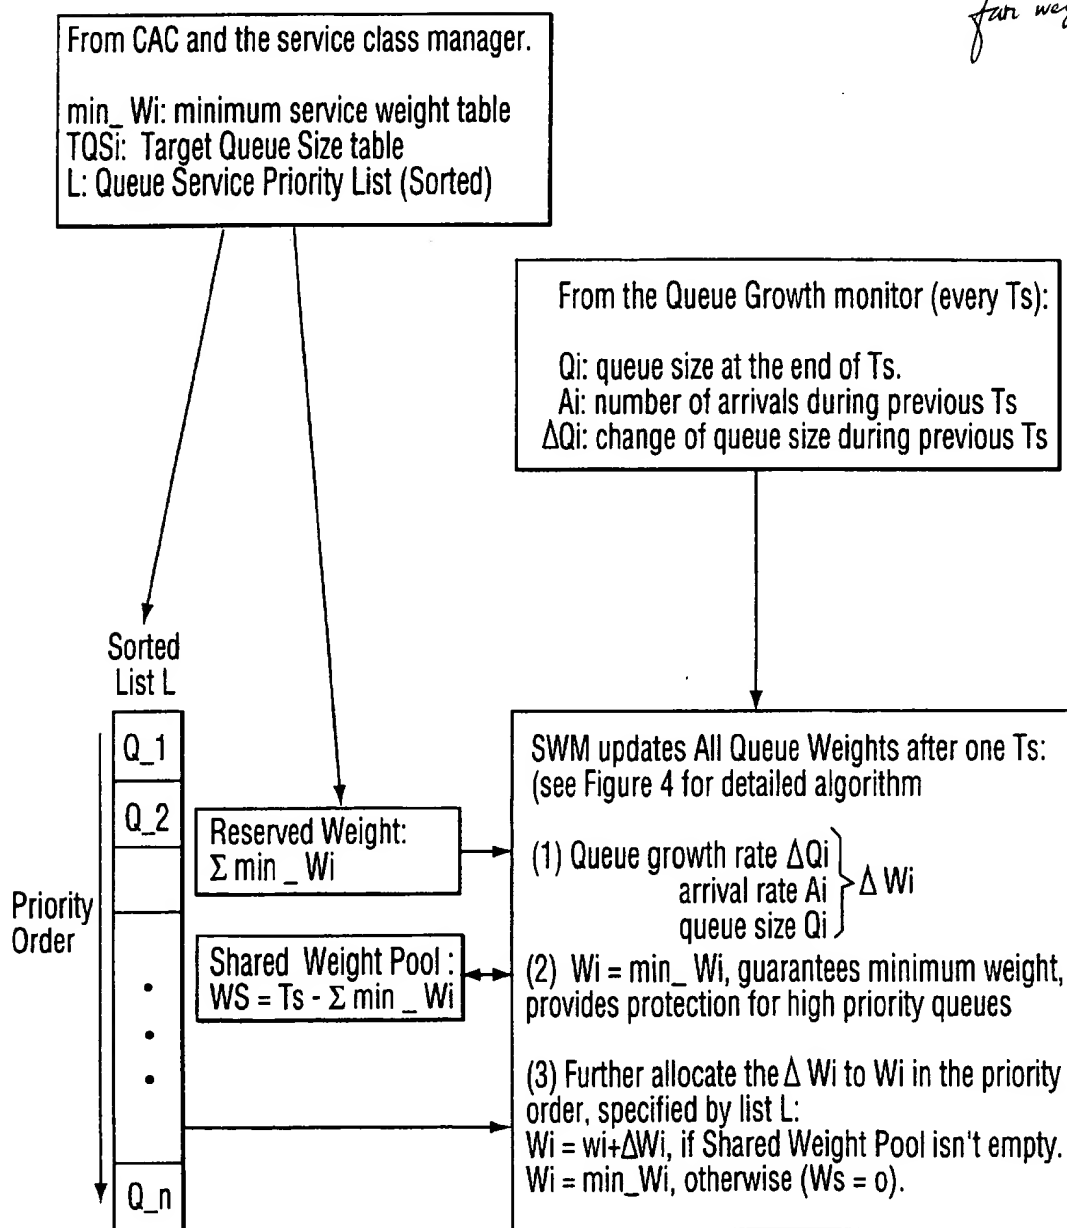 From CAC and the service class manager.
min_ Wi: minimum service weight table
TQSi: Target Queue Size table
L: Queue Service Priority List (Sorted)
From the Queue Growth monitor (every Ts):
Qi: queue size at the end of Ts.
Ai: number of arrivals during previous Ts
ΔQi: change of queue size during previous Ts
Sorted
List L
Q_1
Q_2
Q_n
Priority
Order
Reserved Weight:
Σ min _ Wi
Shared Weight Pool :
WS = Ts - Σ min _ Wi
SWM updates All Queue Weights after one Ts:
(see Figure 4 for detailed algorithm
(1) Queue growth rate ΔQi
arrival rate Ai
queue size Qi
Δ Wi
(2) Wi = min_ Wi, guarantees minimum weight,
provides protection for high priority queues
(3) Further allocate the Δ Wi to Wi in the priority
order, specified by list L:
Wi = wi+ΔWi, if Shared Weight Pool isn't empty.
Wi = min_Wi, otherwise (Ws = o).